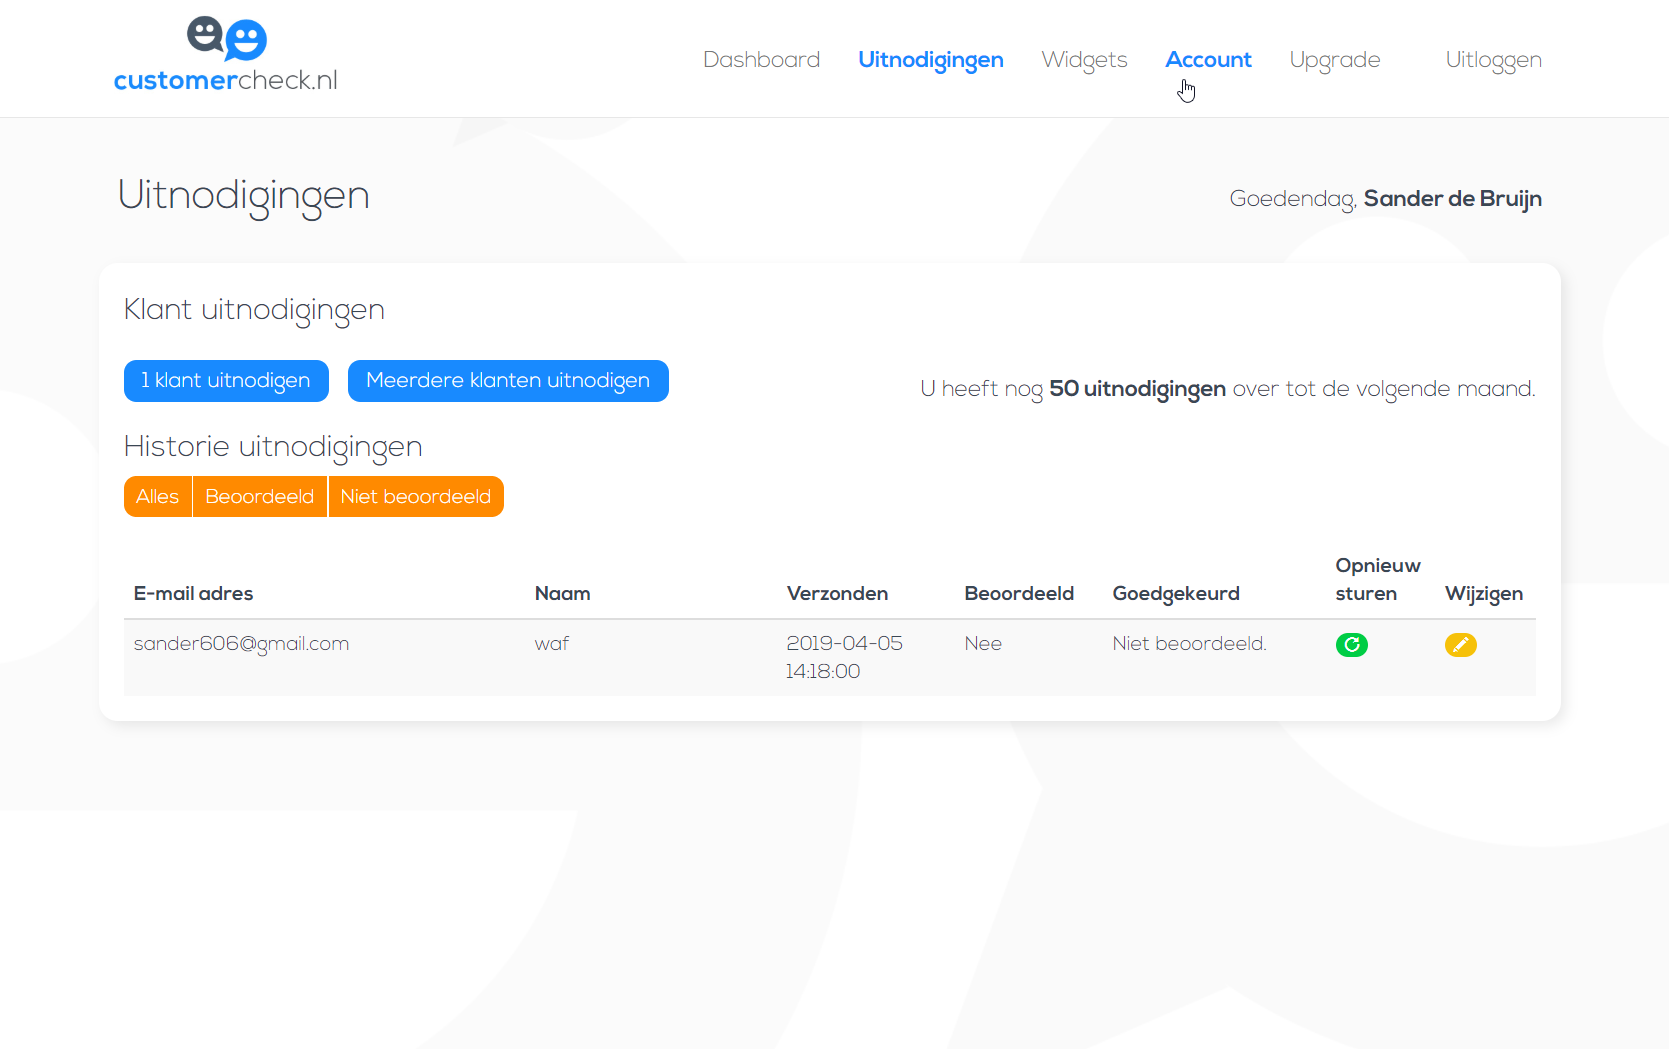 customercheck.nl
Dashboard Uitnodigingen Widgets Account Upgrade Uitloggen
Uitnodigingen
Goedendag, Sander de Bruijn
Klant uitnodigingen
1 klant uitnodigen Meerdere klanten uitnodigen
U heeft nog 50 uitnodigingen over tot de volgende maand.
Historie uitnodigingen
Alles Beoordeeld Niet beoordeeld
E-mail adres Naam Verzonden Beoordeeld Goedgekeurd Opnieuw sturen Wijzigen
sander606@gmail.com waf 2019-04-05 14:18:00 Nee Niet beoordeeld.